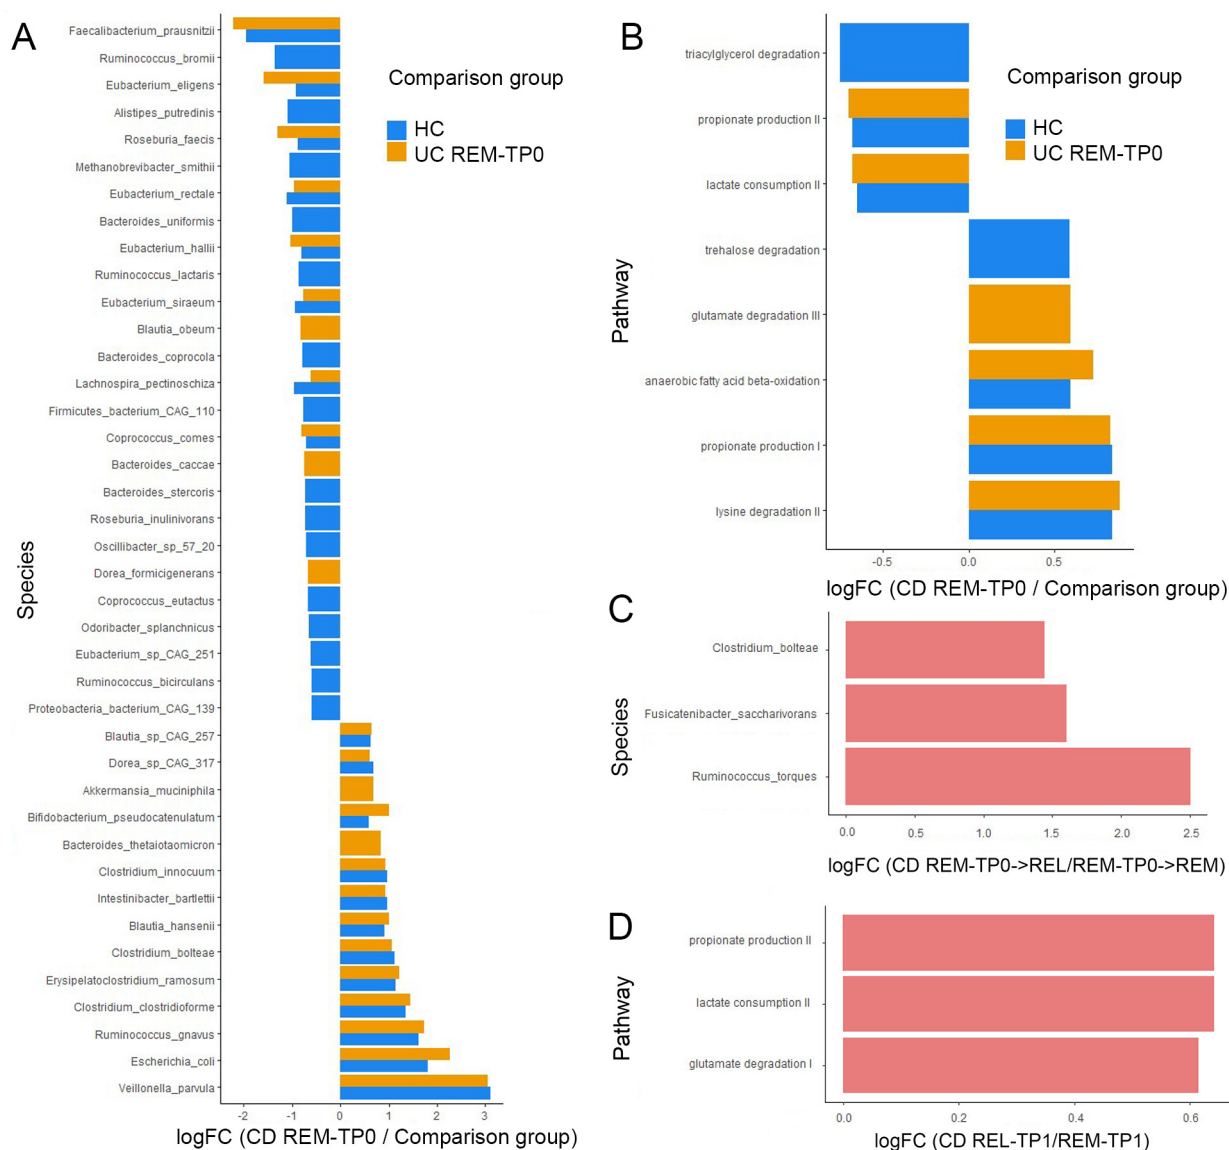 A
Faecalibacterium_prausnitzii
Ruminococcus_bromii
Eubacterium_eligens
Alistipes_putredinis
Roseburia_faecis
Methanobrevibacter_smithii
Eubacterium_rectale
Bacteroides_uniformis
Eubacterium_hallii
Ruminococcus_lactaris
Eubacterium_siraeum
Blautia_obeum
Bacteroides_coprocola
Lachnospira_pectinoschiza
Firmicutes_bacterium_CAG_110
Coprococcus_comes
Bacteroides_caccae
Bacteroides_stercoris
Roseburia_inulinivorans
Oscillibacter_sp_57_20
Dorea_formicigenerans
Coprococcus_eutactus
Odoribacter_splanchnicus
Eubacterium_sp_CAG_251
Ruminococcus_bicirculans
Proteobacteria_bacterium_CAG_139
Blautia_sp_CAG_257
Dorea_sp_CAG_317
Akkermansia_muciniphila
Bifidobacterium_pseudocatenulatum
Bacteroides_thetaiotaomicron
Clostridium_innocuum
Intestinibacter_bartlettii
Blautia_hansenii
Clostridium_bolteae
Erysipelatoclostridium_ramosum
Clostridium_clostridioforme
Ruminococcus_gnavus
Escherichia_coli
Veillonella_parvula
Species
Comparison group
HC
UC REM-TP0
-2 -1 0 1 2 3
logFC (CD REM-TP0 / Comparison group)
B
triacylglycerol degradation
propionate production II
lactate consumption II
trehalose degradation
glutamate degradation III
anaerobic fatty acid beta-oxidation
propionate production I
lysine degradation II
Pathway
Comparison group
HC
UC REM-TP0
-0.5 0.0 0.5
logFC (CD REM-TP0 / Comparison group)
C
Clostridium_bolteae
Fusicatenibacter_saccharivorans
Ruminococcus_torques
Species
0.0 0.5 1.0 1.5 2.0 2.5
logFC (CD REM-TP0->REL/REM-TP0->REM)
D
propionate production II
lactate consumption II
glutamate degradation I
Pathway
0.0 0.2 0.4 0.6
logFC (CD REL-TP1/REM-TP1)